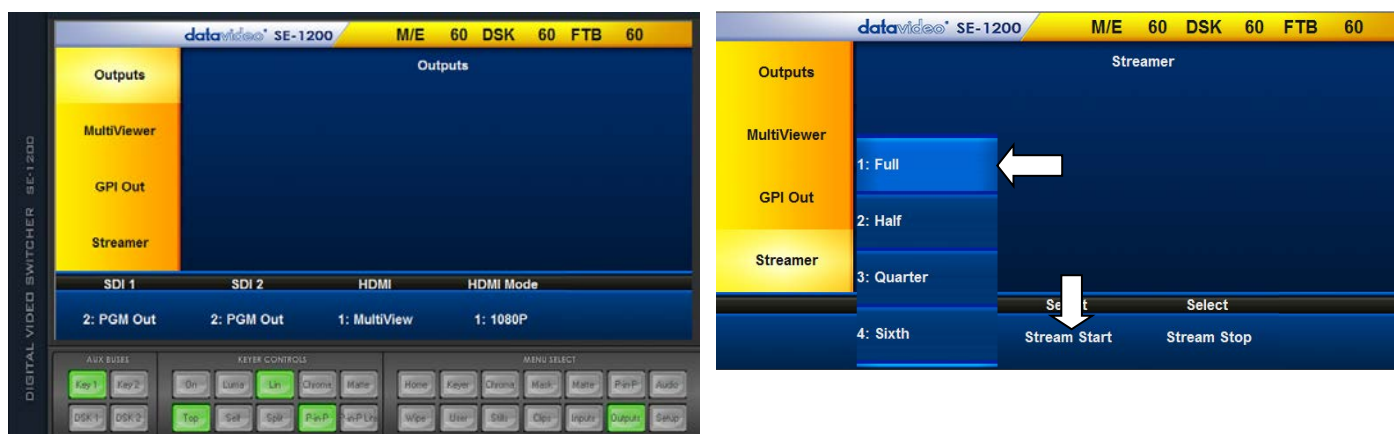 datavideo SE-1200 M/E 60 DSK 60 FTB 60
Outputs
Outputs
MultiViewer
GPI Out
Streamer
SDI 1 SDI 2 HDMI HDMI Mode
2: PGM Out 2: PGM Out 1: MultiView 1: 1080P
DIGITAL VIDEO SWITCHER SE-1200
AUX BUSES KEYER CONTROLS MENU SELECT
Key 1 Key 2 On Luma Lin Chroma Matte Home Keyer Chroma Mask Matte P-in-P Audio
DSK 1 DSK 2 Top Self Split P-in-P Wipe User Stills Clips Inputs Outputs Setup
datavideo SE-1200 M/E 60 DSK 60 FTB 60
Streamer
Outputs
MultiViewer
GPI Out
Streamer
1: Full
2: Half
3: Quarter
4: Sixth
Select
Stream Start Stream Stop